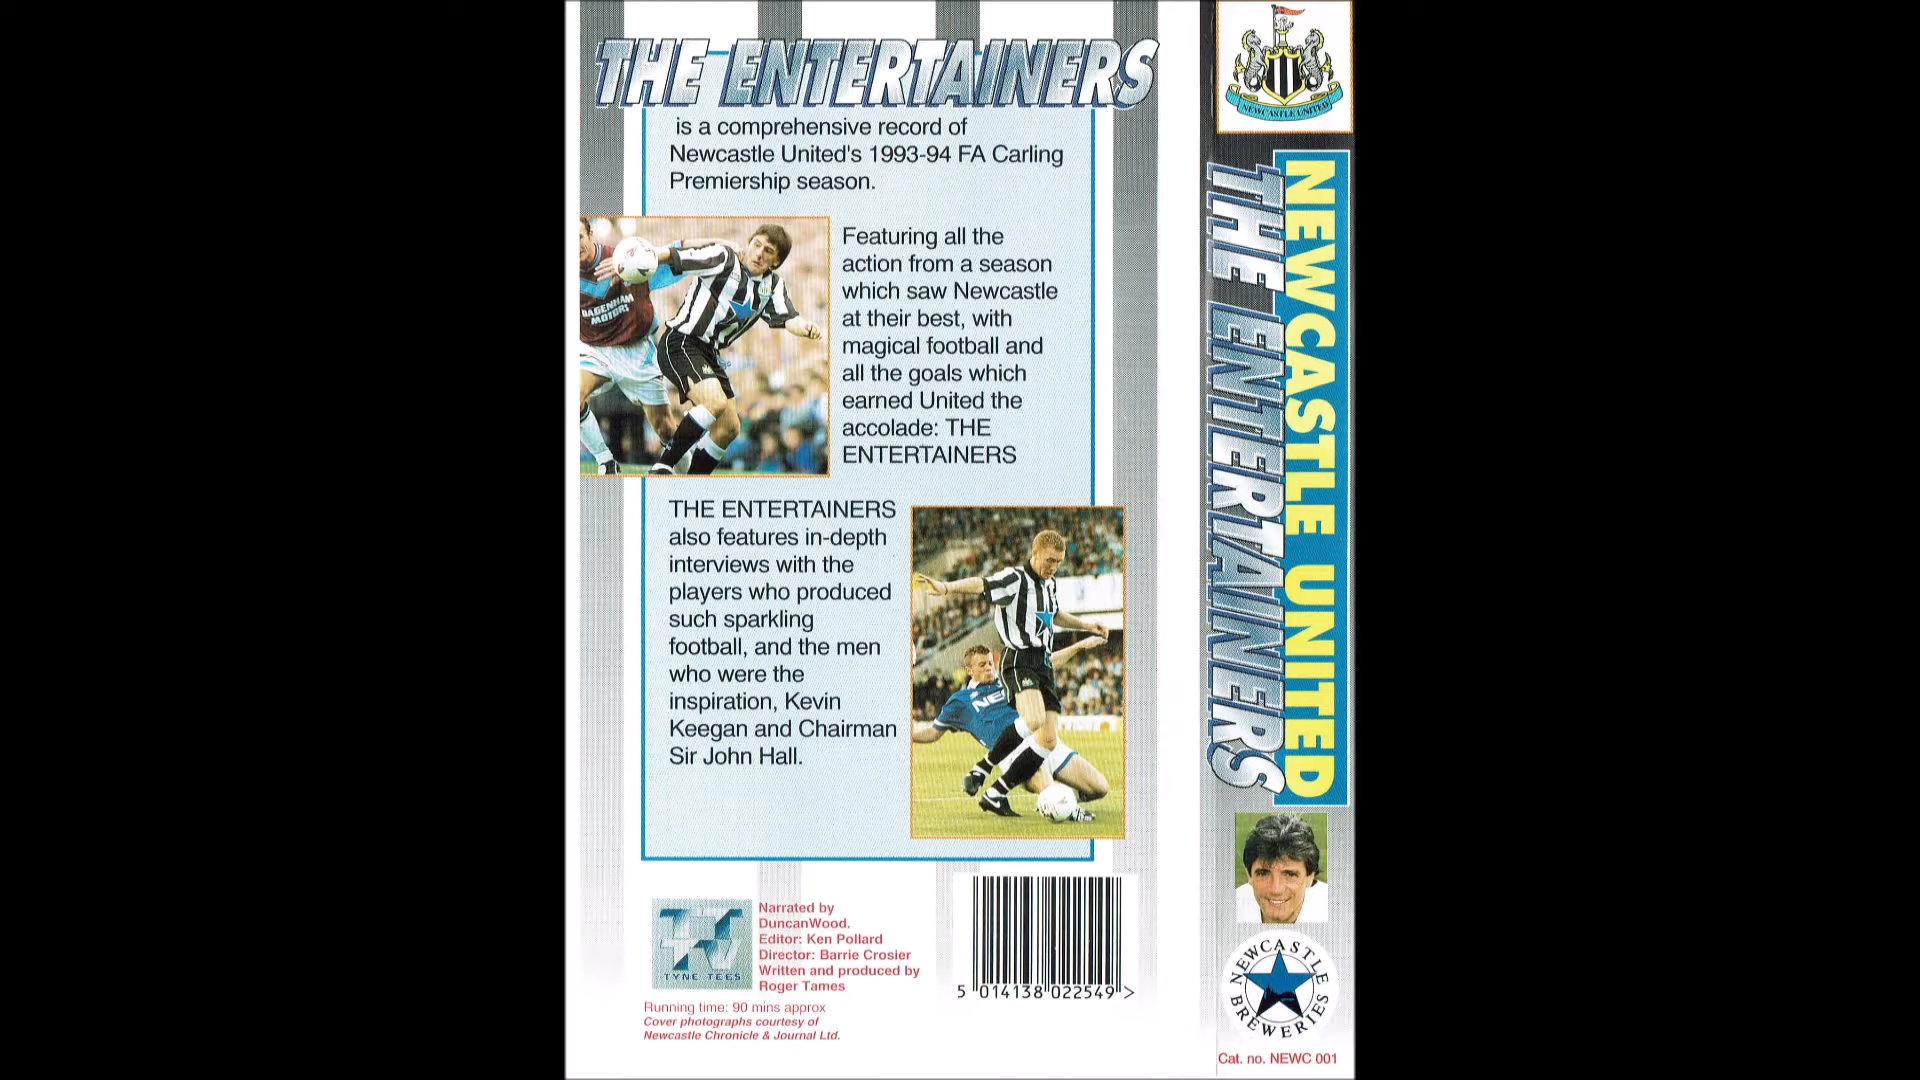 THE ENTERTAINERS
is a comprehensive record of
Newcastle United's 1993-94 FA Carling
Premiership season.
Featuring all the
action from a season
which saw Newcastle
at their best, with
magical football and
all the goals which
earned United the
accolade: THE
ENTERTAINERS
DAGENHAM
MOTORS
THE ENTERTAINERS
also features in-depth
interviews with the
players who produced
such sparkling
football, and the men
who were the
inspiration, Kevin
Keegan and Chairman
Sir John Hall.
NE
TTTV
TYNE TEES
Narrated by
DuncanWood.
Editor: Ken Pollard
Director: Barrie Crosier
Written and produced by
Roger Tames
Running time: 90 mins approx
Cover photographs courtesy of
Newcastle Chronicle & Journal Ltd.
5 014138 022549 >
NEWCASTLE UNITED
NEWCASTLE UNITED
THE ENTERTAINERS
NEWCASTLE
BREWERIES
Cat. no. NEWC 001